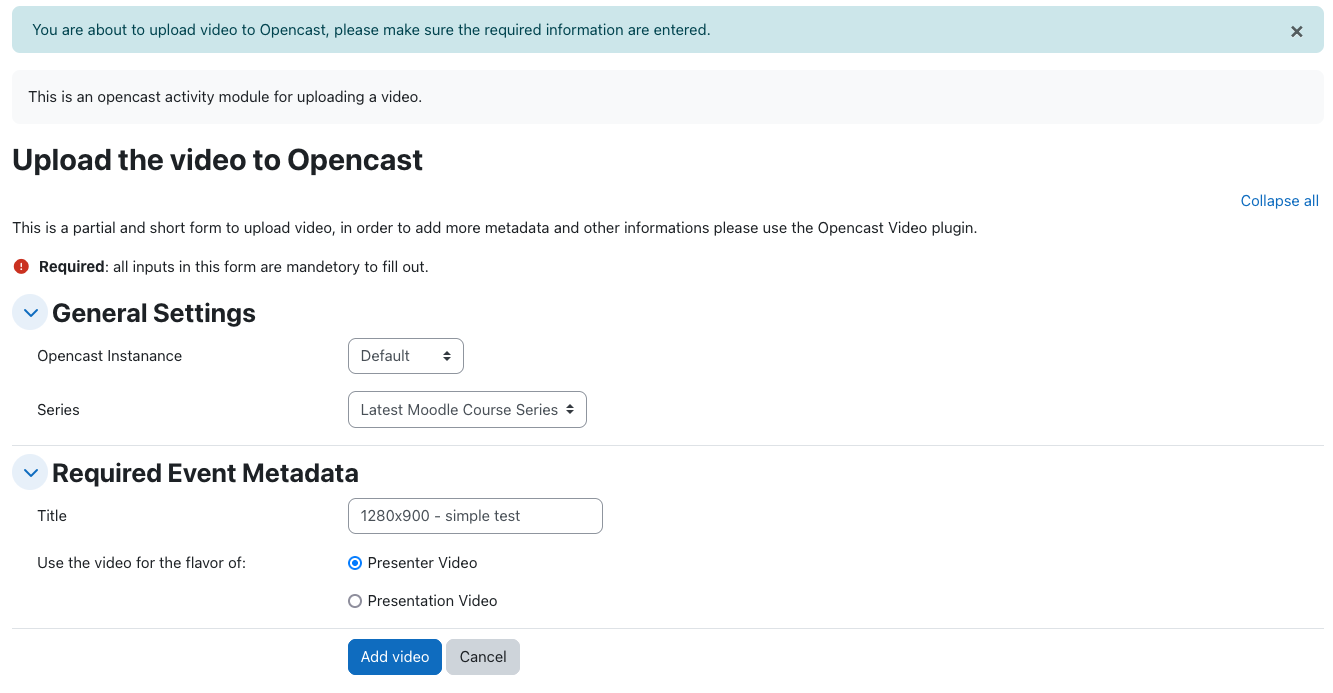 You are about to upload video to Opencast, please make sure the required information are entered.
×
This is an opencast activity module for uploading a video.
Upload the video to Opencast
Collapse all
This is a partial and short form to upload video, in order to add more metadata and other informations please use the Opencast Video plugin.
Required: all inputs in this form are mandetory to fill out.
General Settings
Opencast Instanance Default
Series Latest Moodle Course Series
Required Event Metadata
Title 1280x900 - simple test
Use the video for the flavor of: Presenter Video
Presentation Video
Add video Cancel